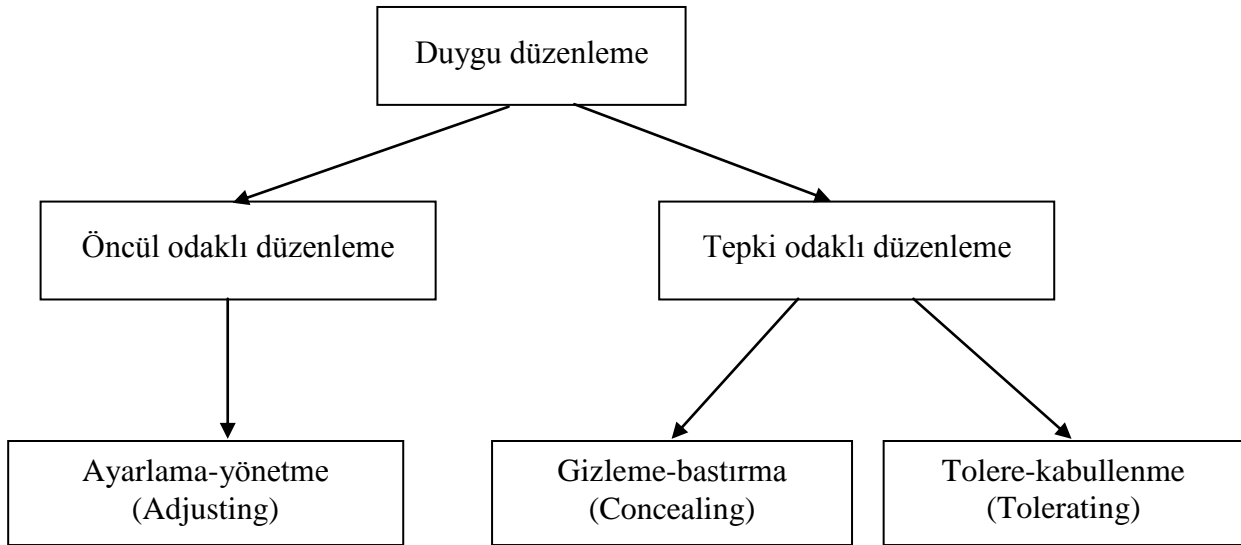 Duygu düzenleme
Öncül odaklı düzenleme
Tepki odaklı düzenleme
Ayarlama-yönetme
(Adjusting)
Gizleme-bastırma
(Concealing)
Tolere-kabullenme
(Tolerating)